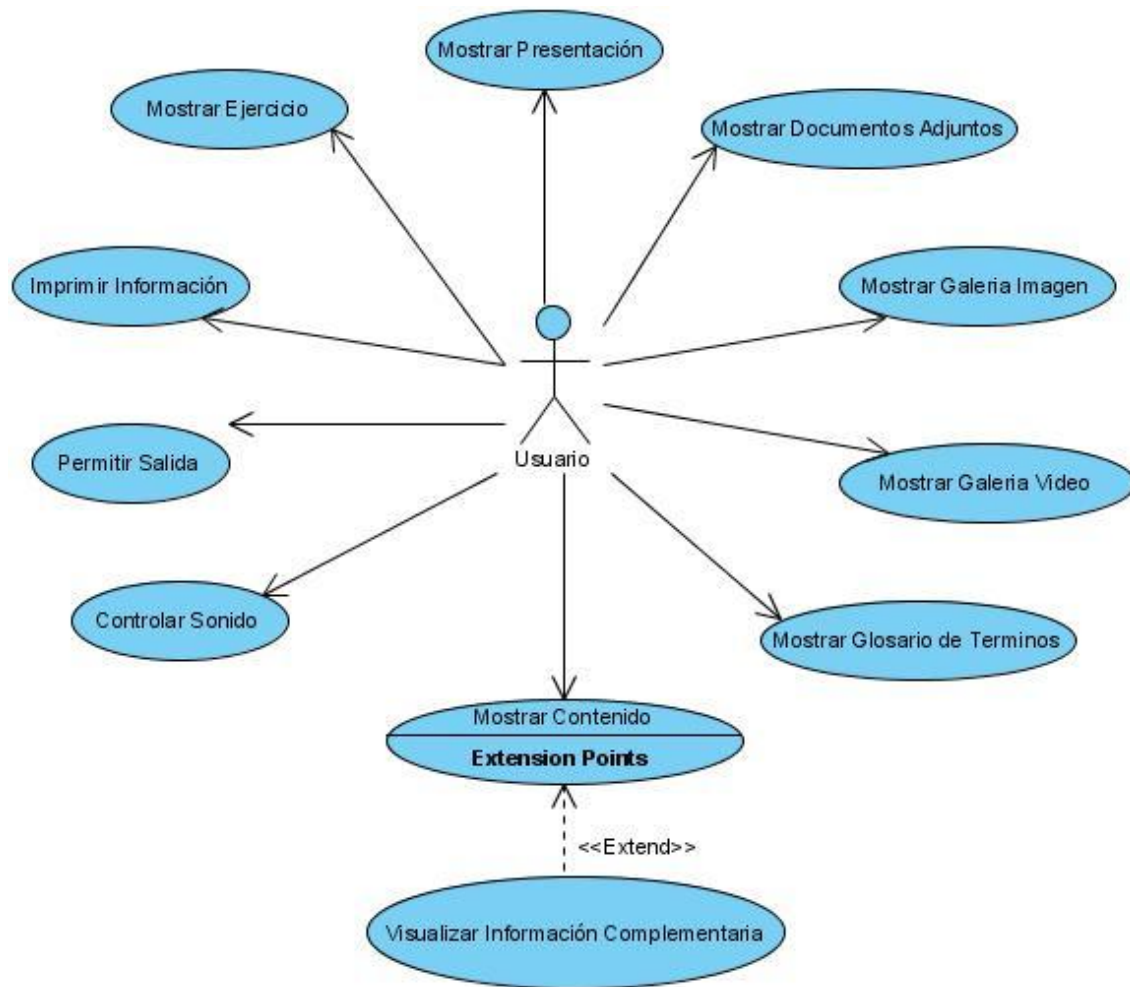 Mostrar Presentación
Mostrar Ejercicio
Mostrar Documentos Adjuntos
Imprimir Información
Mostrar Galeria Imagen
Usuario
Permitir Salida
Mostrar Galeria Video
Controlar Sonido
Mostrar Glosario de Terminos
Mostrar Contenido
Extension Points
<<Extend>>
Visualizar Información Complementaria